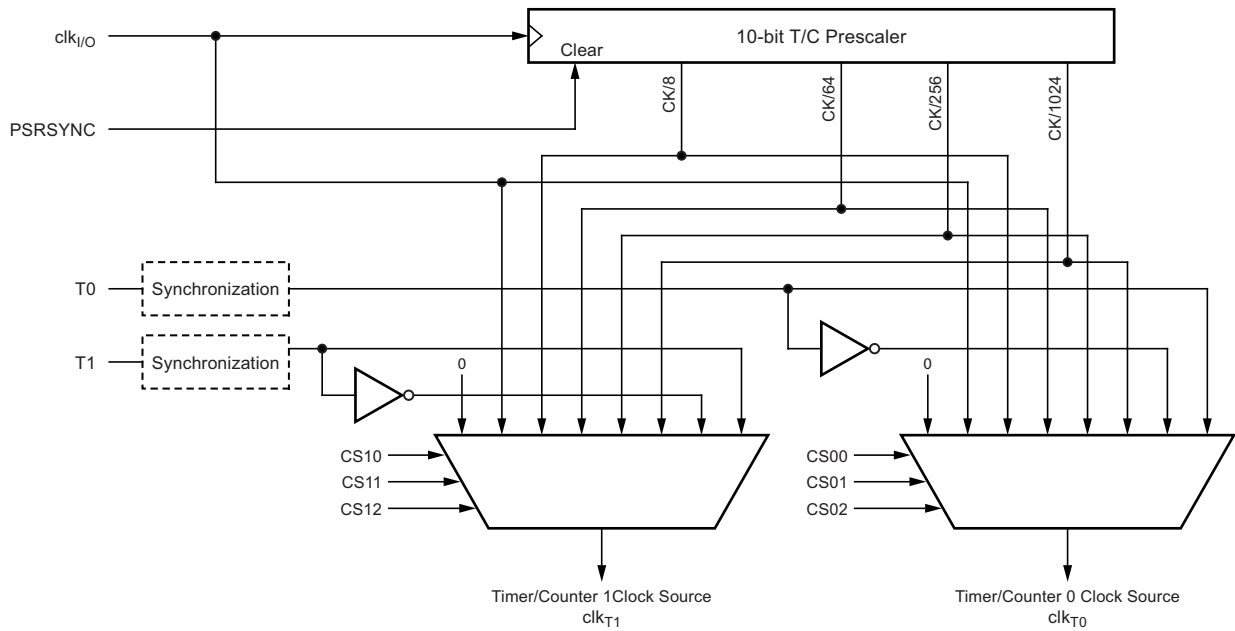 clkI/O
10-bit T/C Prescaler
Clear
CK/8
CK/64
CK/256
CK/1024
PSRSYNC
T0
Synchronization
T1
Synchronization
0
0
CS10
CS11
CS12
CS00
CS01
CS02
Timer/Counter 1Clock Source
clkT1
Timer/Counter 0 Clock Source
clkT0